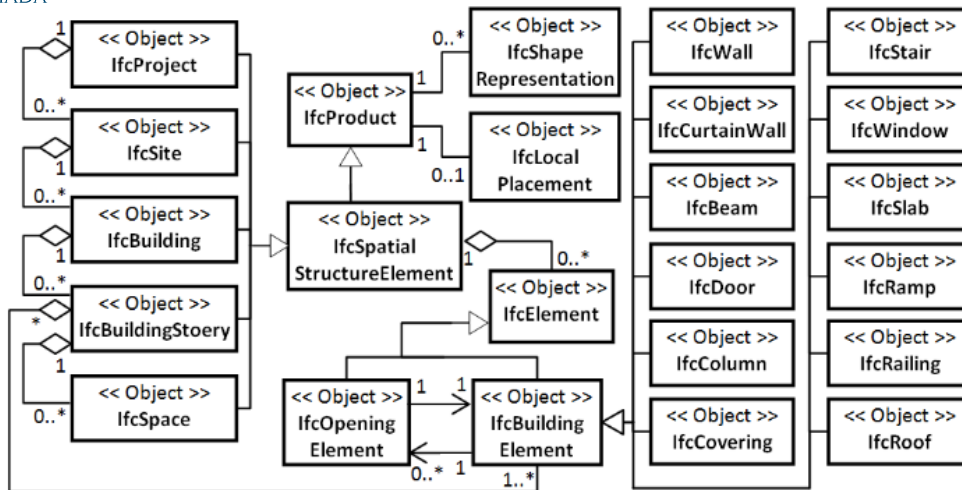 1
<< Object >>
IfcProject
0..*
<< Object >>
IfcSite
1
0..*
<< Object >>
IfcBuilding
1
0..*
<< Object >>
IfcBuildingStoery
*
1
0..*
<< Object >>
IfcSpace
<< Object >>
IfcProduct
1
0..*
<< Object >>
IfcShape
Representation
1
0..1
<< Object >>
IfcLocal
Placement
<< Object >>
IfcSpatial
StructureElement
1
0..*
<< Object >>
IfcElement
<< Object >>
IfcOpening
Element
1
1
0..*
1
<< Object >>
IfcBuilding
Element
1..*
<< Object >>
IfcWall
<< Object >>
IfcCurtainWall
<< Object >>
IfcBeam
<< Object >>
IfcDoor
<< Object >>
IfcColumn
<< Object >>
IfcCovering
<< Object >>
IfcStair
<< Object >>
IfcWindow
<< Object >>
IfcSlab
<< Object >>
IfcRamp
<< Object >>
IfcRailing
<< Object >>
IfcRoof